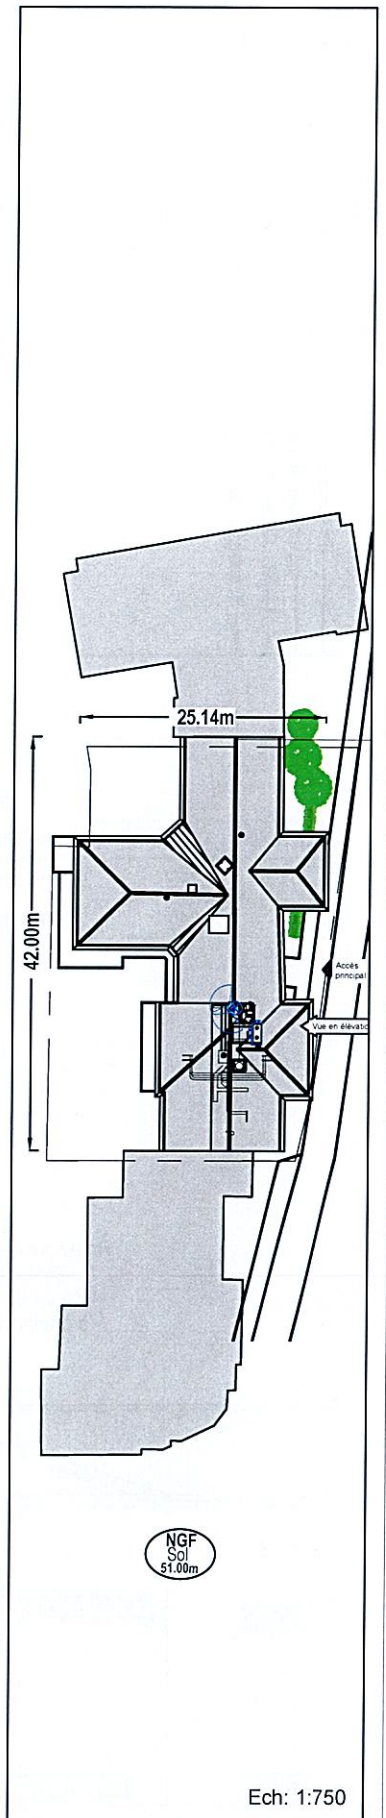 25.14m
42.00m
Accès
principal
Vue en élévatio
NGF
Sol
51.00m
Ech: 1:750